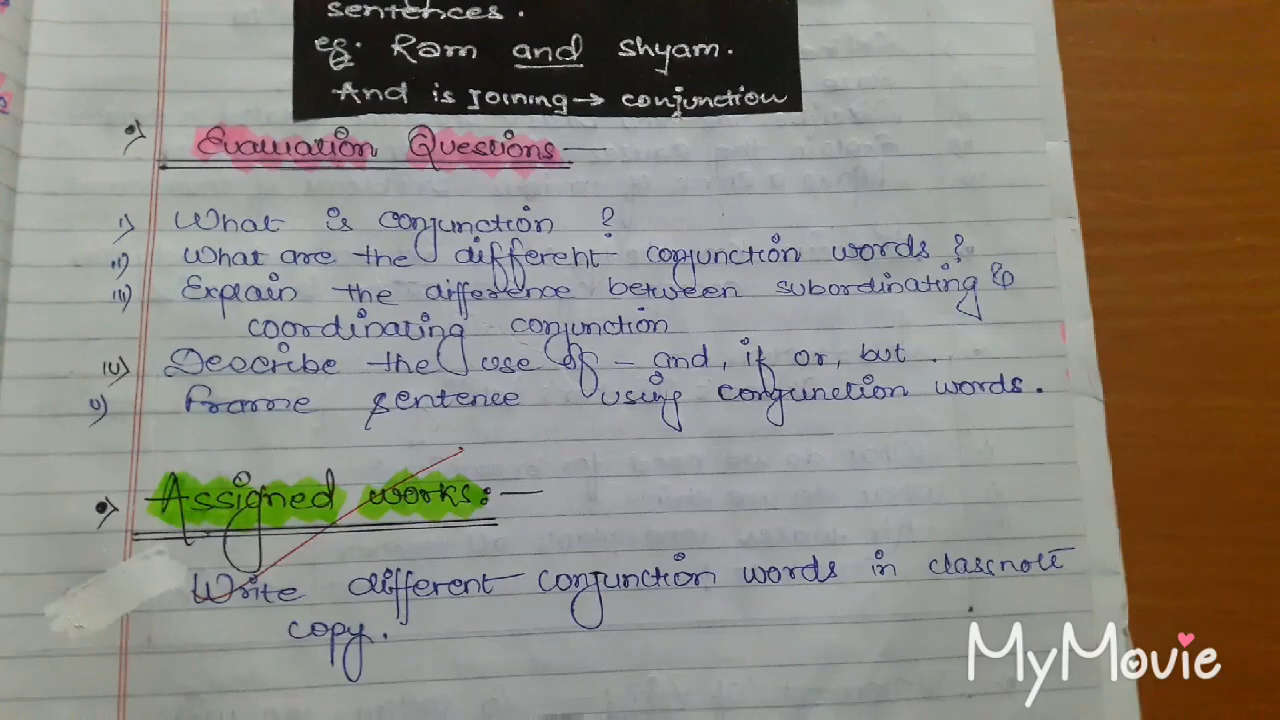 sentences.
eg. Ram and Shyam.
And is joining → conjunction
Evaluation Questions —
i) What is conjunction ?
ii) What are the different conjunction words ?
iii) Explain the difference between subordinating &
coordinating conjunction
iv) Describe the use of - and, if or, but .
v) Frame sentence using conjunction words.
Assigned works: —
Write different conjunction words in classnote
copy.
MyMovie